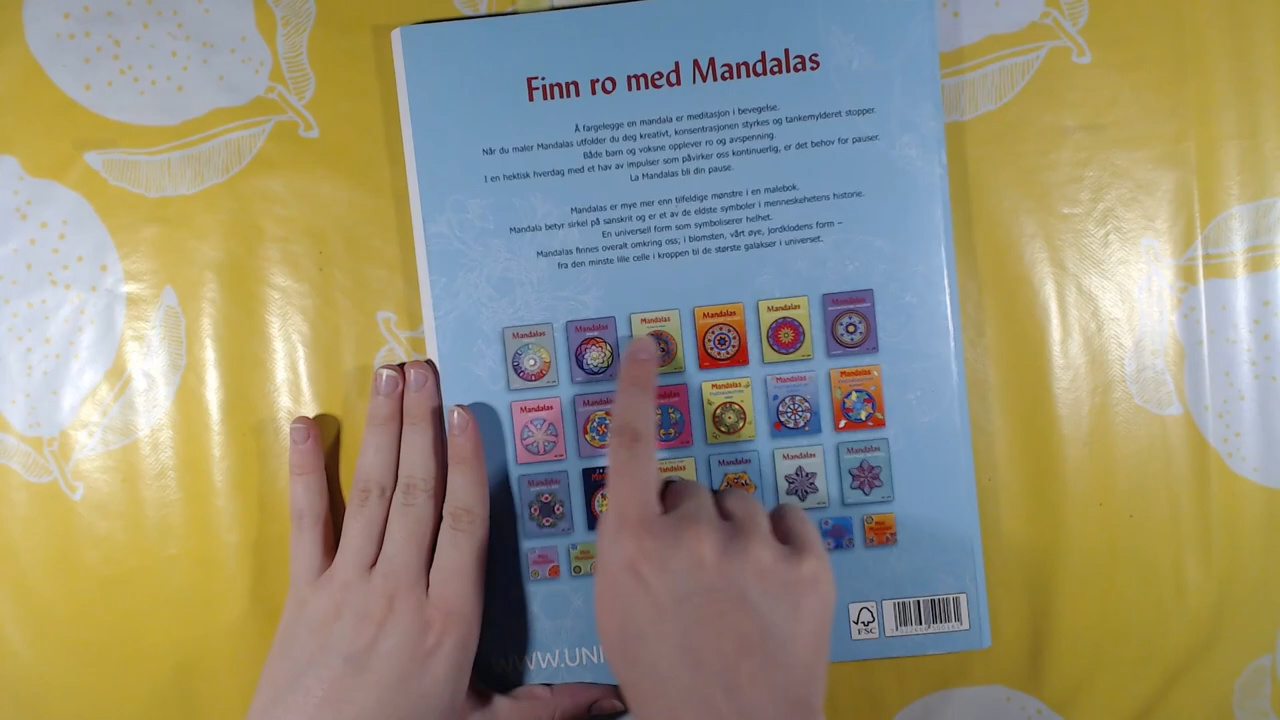 Finn ro med Mandalas
Å fargelegge en mandala er meditasjon i bevegelse.
Når du maler Mandalas utfolder du deg kreativt, konsentrasjonen styrkes og tankemylderet stopper.
Både barn og voksne opplever ro og avspenning.
I en hektisk hverdag med et hav av impulser som påvirker oss kontinuerlig, er det behov for pauser.
La Mandalas bli din pause.
Mandalas er mye mer enn tilfeldige mønstre i en malebok.
Mandala betyr sirkel på sanskrit og er et av de eldste symboler i menneskehetens historie.
En universell form som symboliserer helhet.
Mandalas finnes overalt omkring oss; i blomsten, vårt øye, jordklodens form –
fra den minste lille celle i kroppen til de største galakser i universet.
Mandalas Mandalas Mandalas Mandalas Mandalas Mandalas
Mandalas Mandalas Mandalas Mandalas Mandalas
Mandalas Mandalas Mandalas Mandalas Mandalas
FSC
WWW.UNI